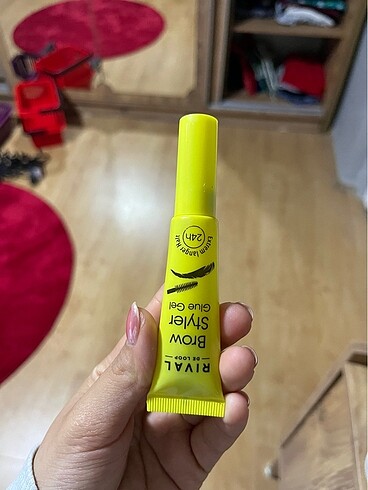 RIVAL
DE LOOP
Brow
Styler
Glue Gel
24h
Extrem langer Halt